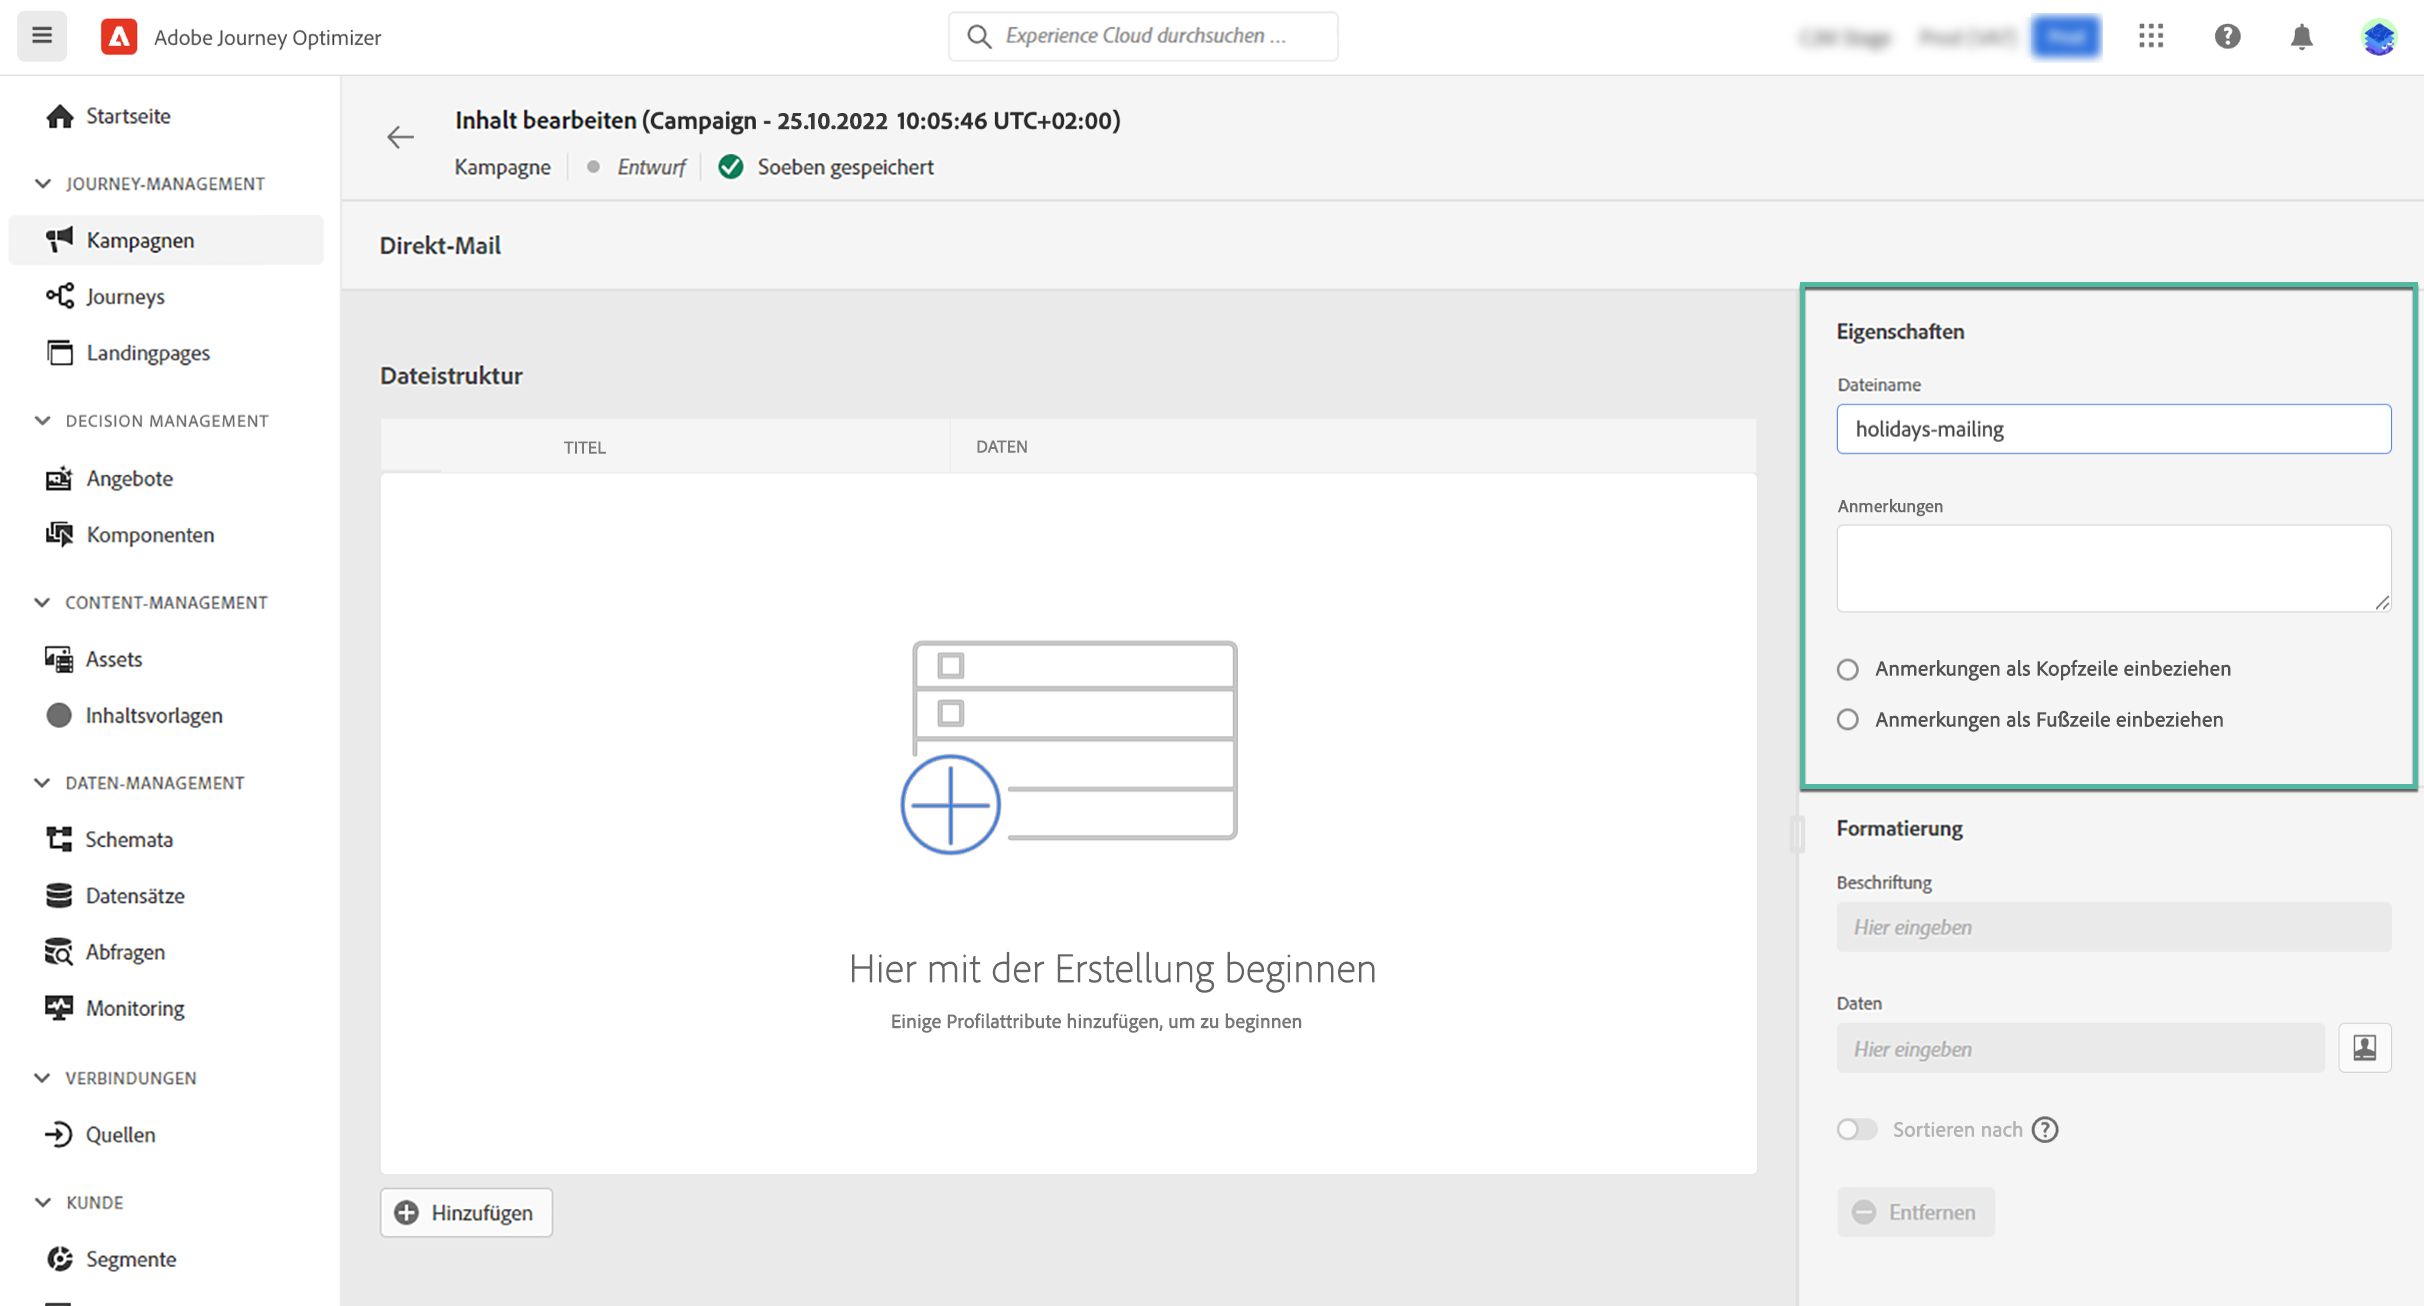 Adobe Journey Optimizer
Experience Cloud durchsuchen ...
Startseite
JOURNEY-MANAGEMENT
Kampagnen
Journeys
Landingpages
DECISION MANAGEMENT
Angebote
Komponenten
CONTENT-MANAGEMENT
Assets
Inhaltsvorlagen
DATEN-MANAGEMENT
Schemata
Datensätze
Abfragen
Monitoring
VERBINDUNGEN
Quellen
KUNDE
Segmente
Inhalt bearbeiten (Campaign - 25.10.2022 10:05:46 UTC+02:00)
Kampagne Entwurf Soeben gespeichert
Direkt-Mail
Dateistruktur
TITEL DATEN
Hier mit der Erstellung beginnen
Einige Profilattribute hinzufügen, um zu beginnen
Hinzufügen
Eigenschaften
Dateiname
holidays-mailing
Anmerkungen
Anmerkungen als Kopfzeile einbeziehen
Anmerkungen als Fußzeile einbeziehen
Formatierung
Beschriftung
Hier eingeben
Daten
Hier eingeben
Sortieren nach
Entfernen